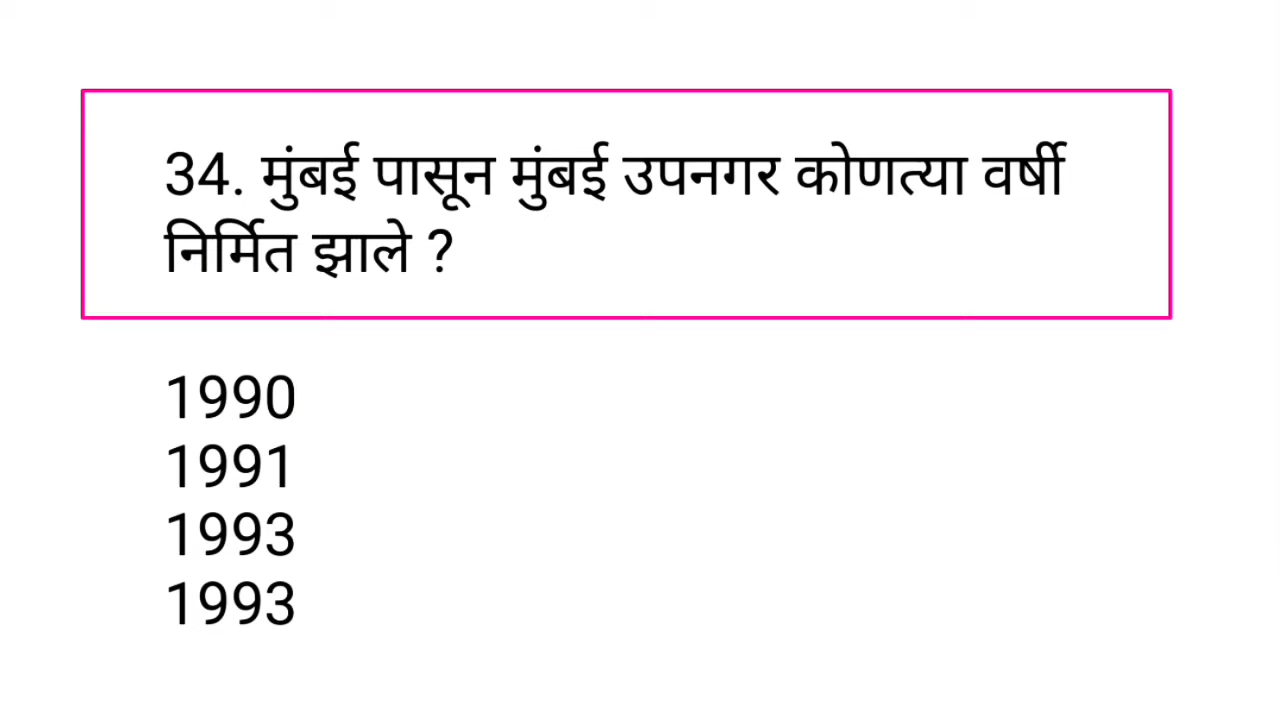 34. मुंबई पासून मुंबई उपनगर कोणत्या वर्षी
निर्मित झाले ?
1990
1991
1993
1993